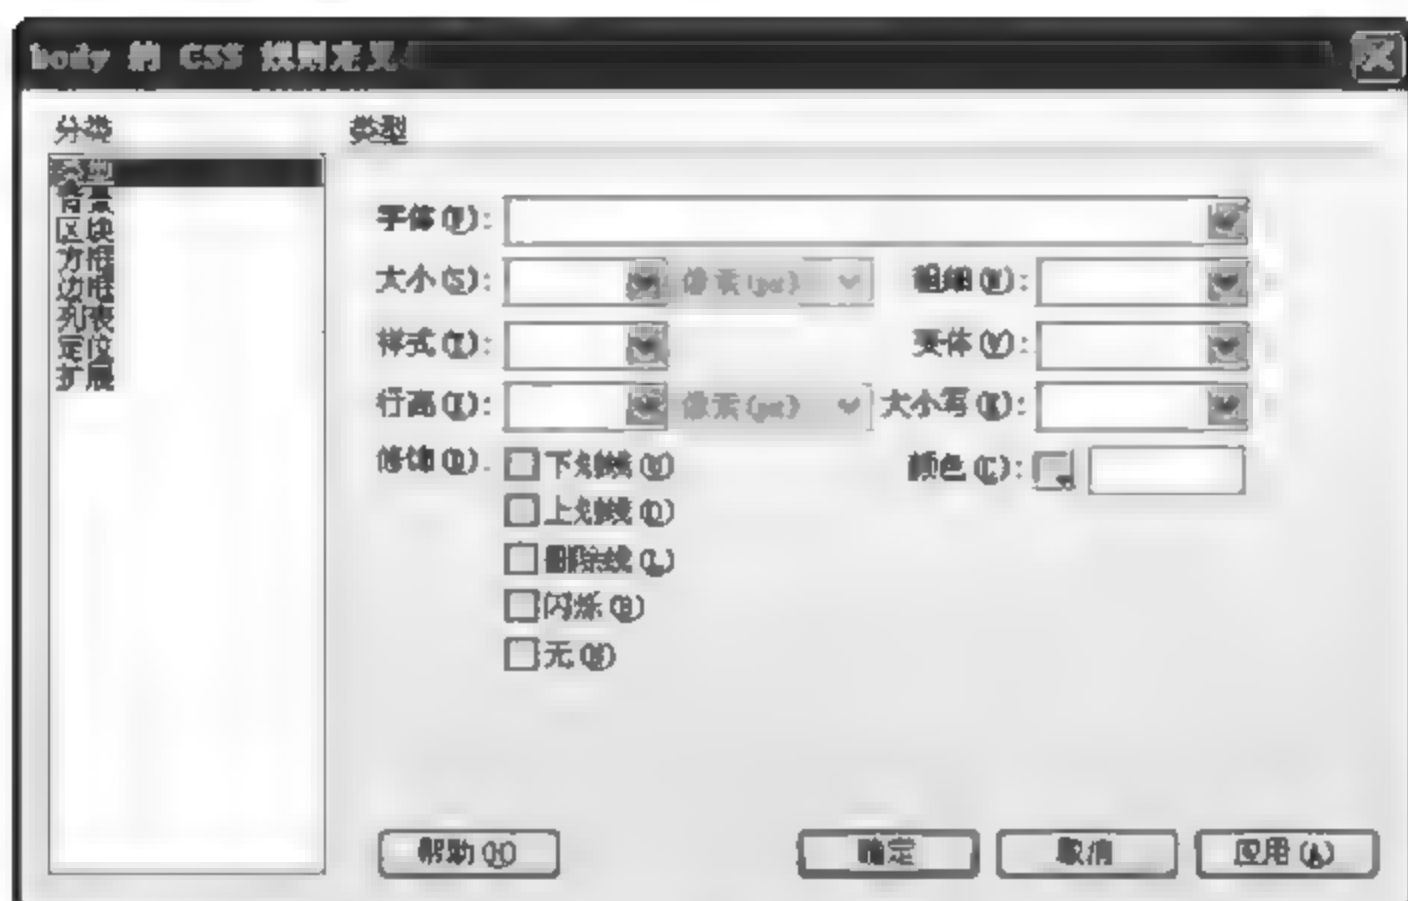 body 的 CSS 规则定义
分类
类型
类型
背景
区块
方框
边框
列表
定位
扩展
字体(F):
大小(S): 像素(px) 粗细(W):
样式(T): 变体(V):
行高(I): 像素(px) 大小写(R):
修饰(D): 下划线(U) 颜色(C):
上划线(O)
删除线(L)
闪烁(B)
无(N)
帮助(H) 确定 取消 应用(A)